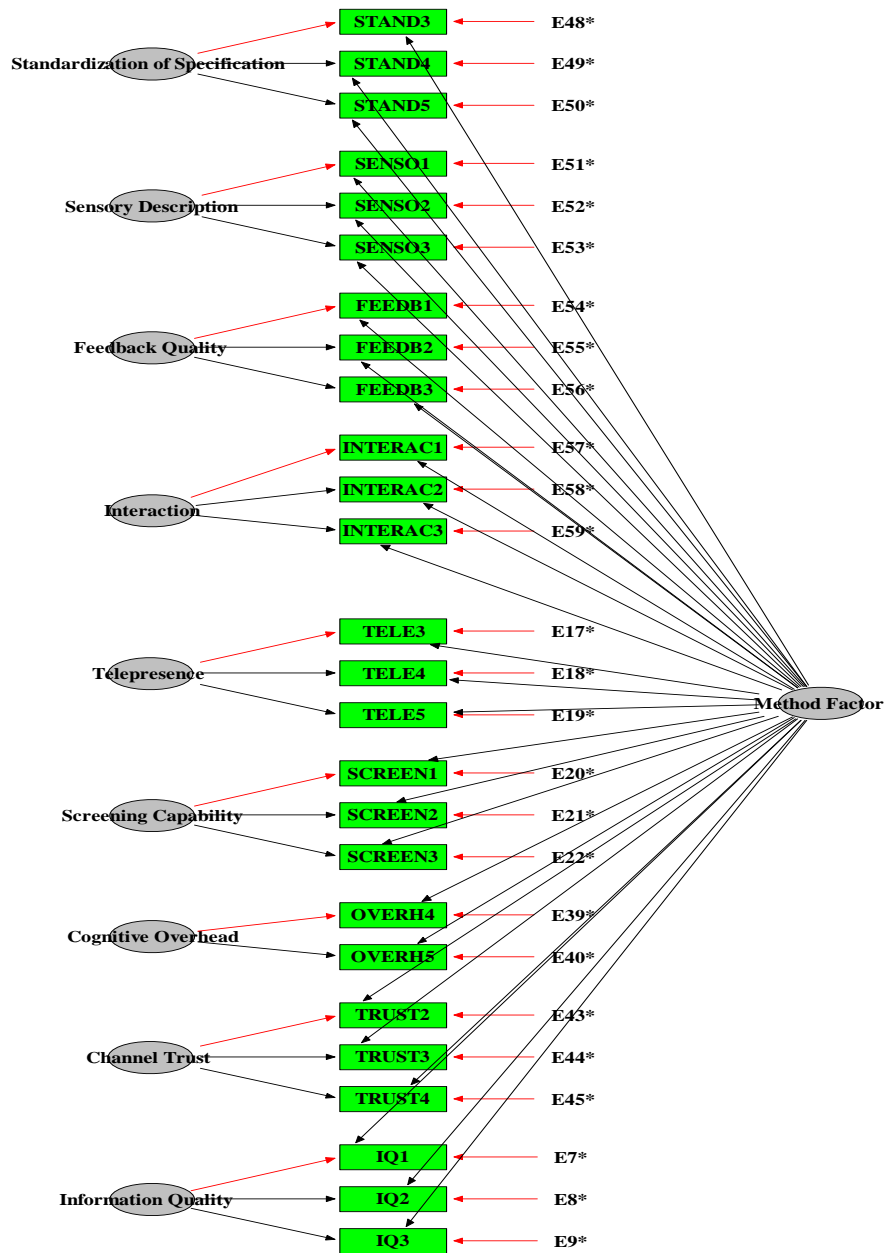 STAND3 E48*
Standardization of Specification STAND4 E49*
STAND5 E50*
SENSO1 E51*
Sensory Description SENSO2 E52*
SENSO3 E53*
FEEDB1 E54*
Feedback Quality FEEDB2 E55*
FEEDB3 E56*
INTERAC1 E57*
INTERAC2 E58*
Interaction
INTERAC3 E59*
TELE3 E17*
Telepresence TELE4 E18*
Method Factor
TELE5 E19*
SCREEN1 E20*
Screening Capability SCREEN2 E21*
SCREEN3 E22*
OVERH4 E39*
Cognitive Overhead
OVERH5 E40*
TRUST2 E43*
Channel Trust TRUST3 E44*
TRUST4 E45*
IQ1 E7*
Information Quality IQ2 E8*
IQ3 E9*